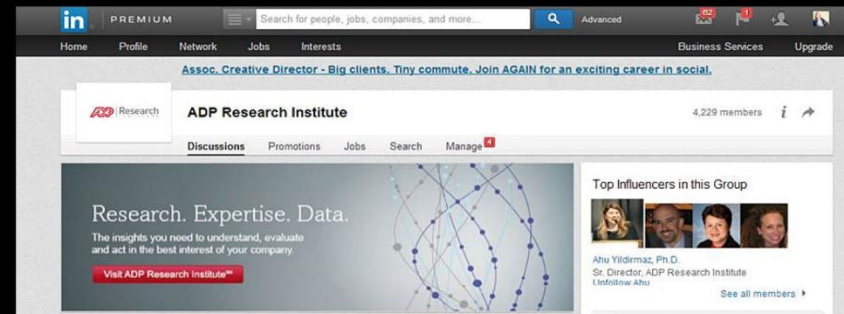 in PREMIUM Search for people, jobs, companies, and more... Advanced 62 1
Home Profile Network Jobs Interests Business Services Upgrade
Assoc. Creative Director - Big clients. Tiny commute. Join AGAIN for an exciting career in social.
ADP Research ADP Research Institute 4,229 members i
Discussions Promotions Jobs Search Manage 4
Top Influencers in this Group
Research. Expertise. Data.
The insights you need to understand, evaluate
and act in the best interest of your company.
Visit ADP Research Institute℠
Ahu Yildirmaz, Ph.D.
Sr. Director, ADP Research Institute
Unfollow Ahu
See all members